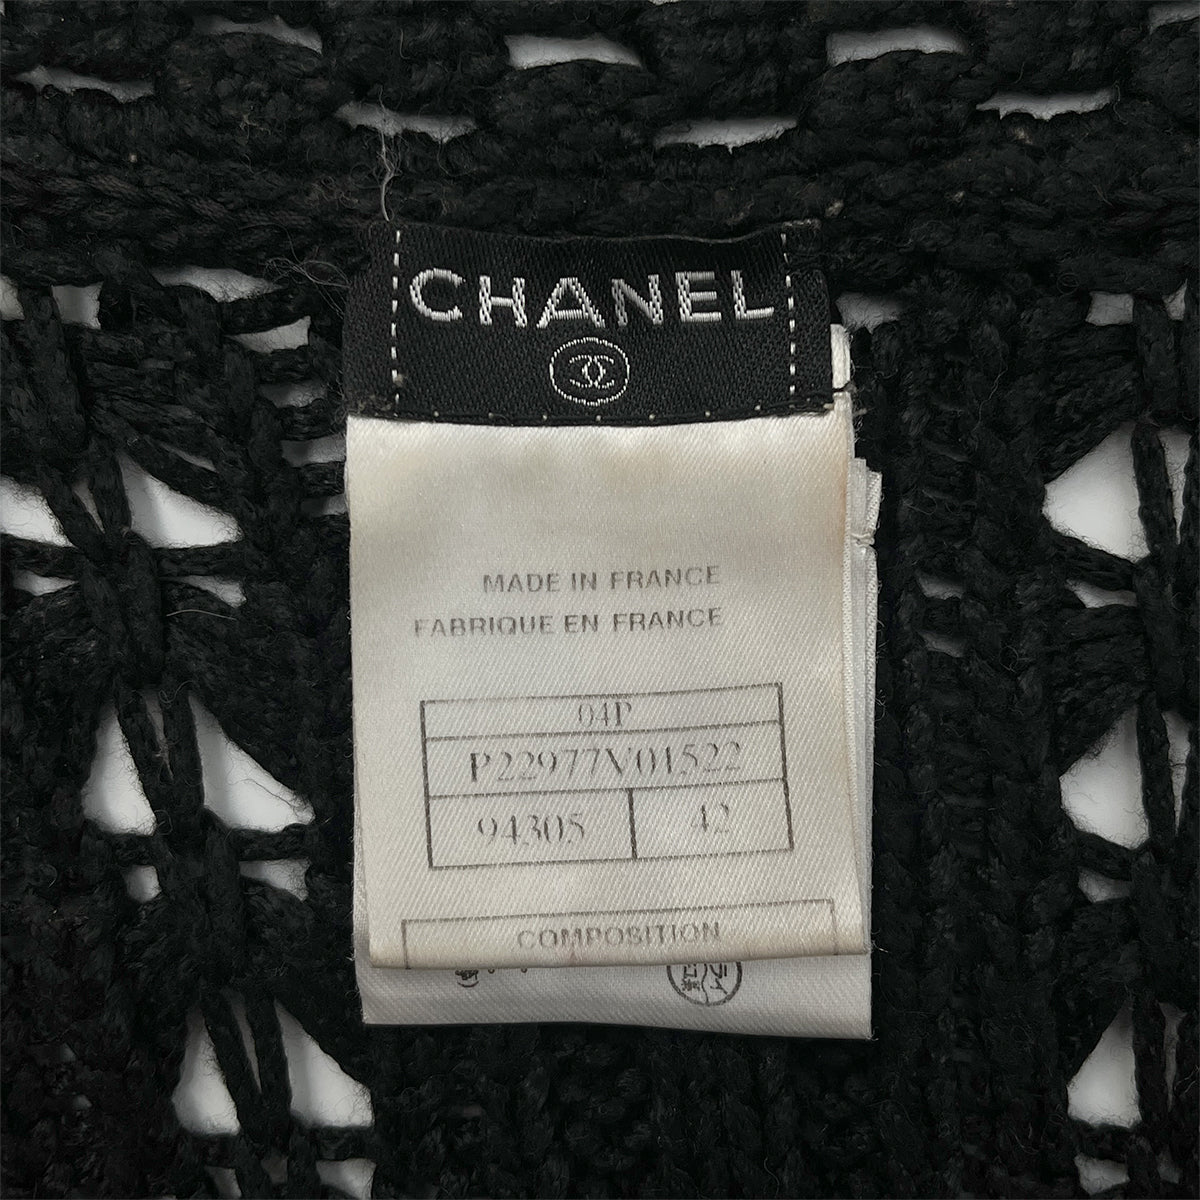 CHANEL
MADE IN FRANCE
FABRIQUE EN FRANCE
04P
P22977V01522
94305 42
COMPOSITION